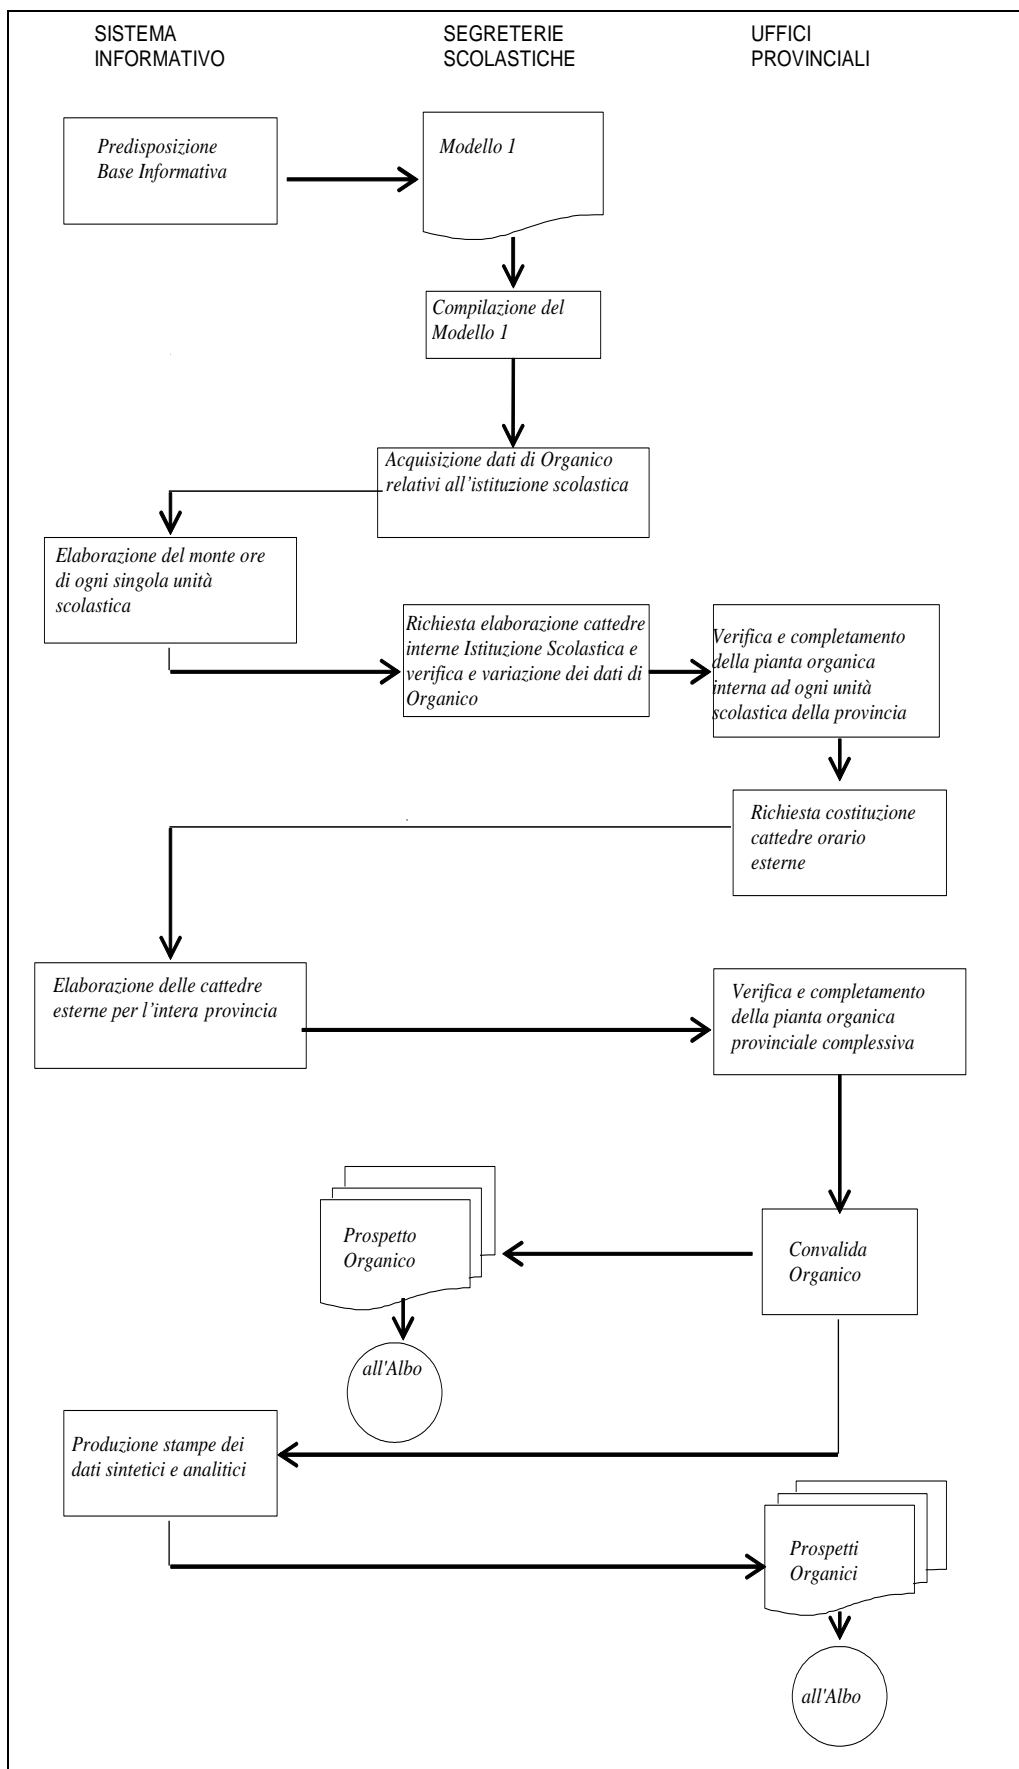 SISTEMA
INFORMATIVO
SEGRETERIE
SCOLASTICHE
UFFICI
PROVINCIALI
Predisposizione
Base Informativa
Modello 1
Compilazione del
Modello 1
Acquisizione dati di Organico
relativi all'istituzione scolastica
Elaborazione del monte ore
di ogni singola unità
scolastica
Richiesta elaborazione cattedre
interne Istituzione Scolastica e
verifica e variazione dei dati di
Organico
Verifica e completamento
della pianta organica
interna ad ogni unità
scolastica della provincia
Richiesta costituzione
cattedre orario
esterne
Elaborazione delle cattedre
esterne per l'intera provincia
Verifica e completamento
della pianta organica
provinciale complessiva
Prospetto
Organico
Convalida
Organico
all'Albo
Produzione stampe dei
dati sintetici e analitici
Prospetti
Organici
all'Albo